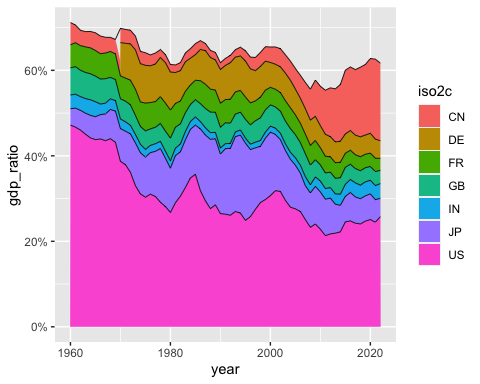 gdp_ratio
60%
40%
20%
0%
1960
1980
2000
2020
year
iso2c
CN
DE
FR
GB
IN
JP
US